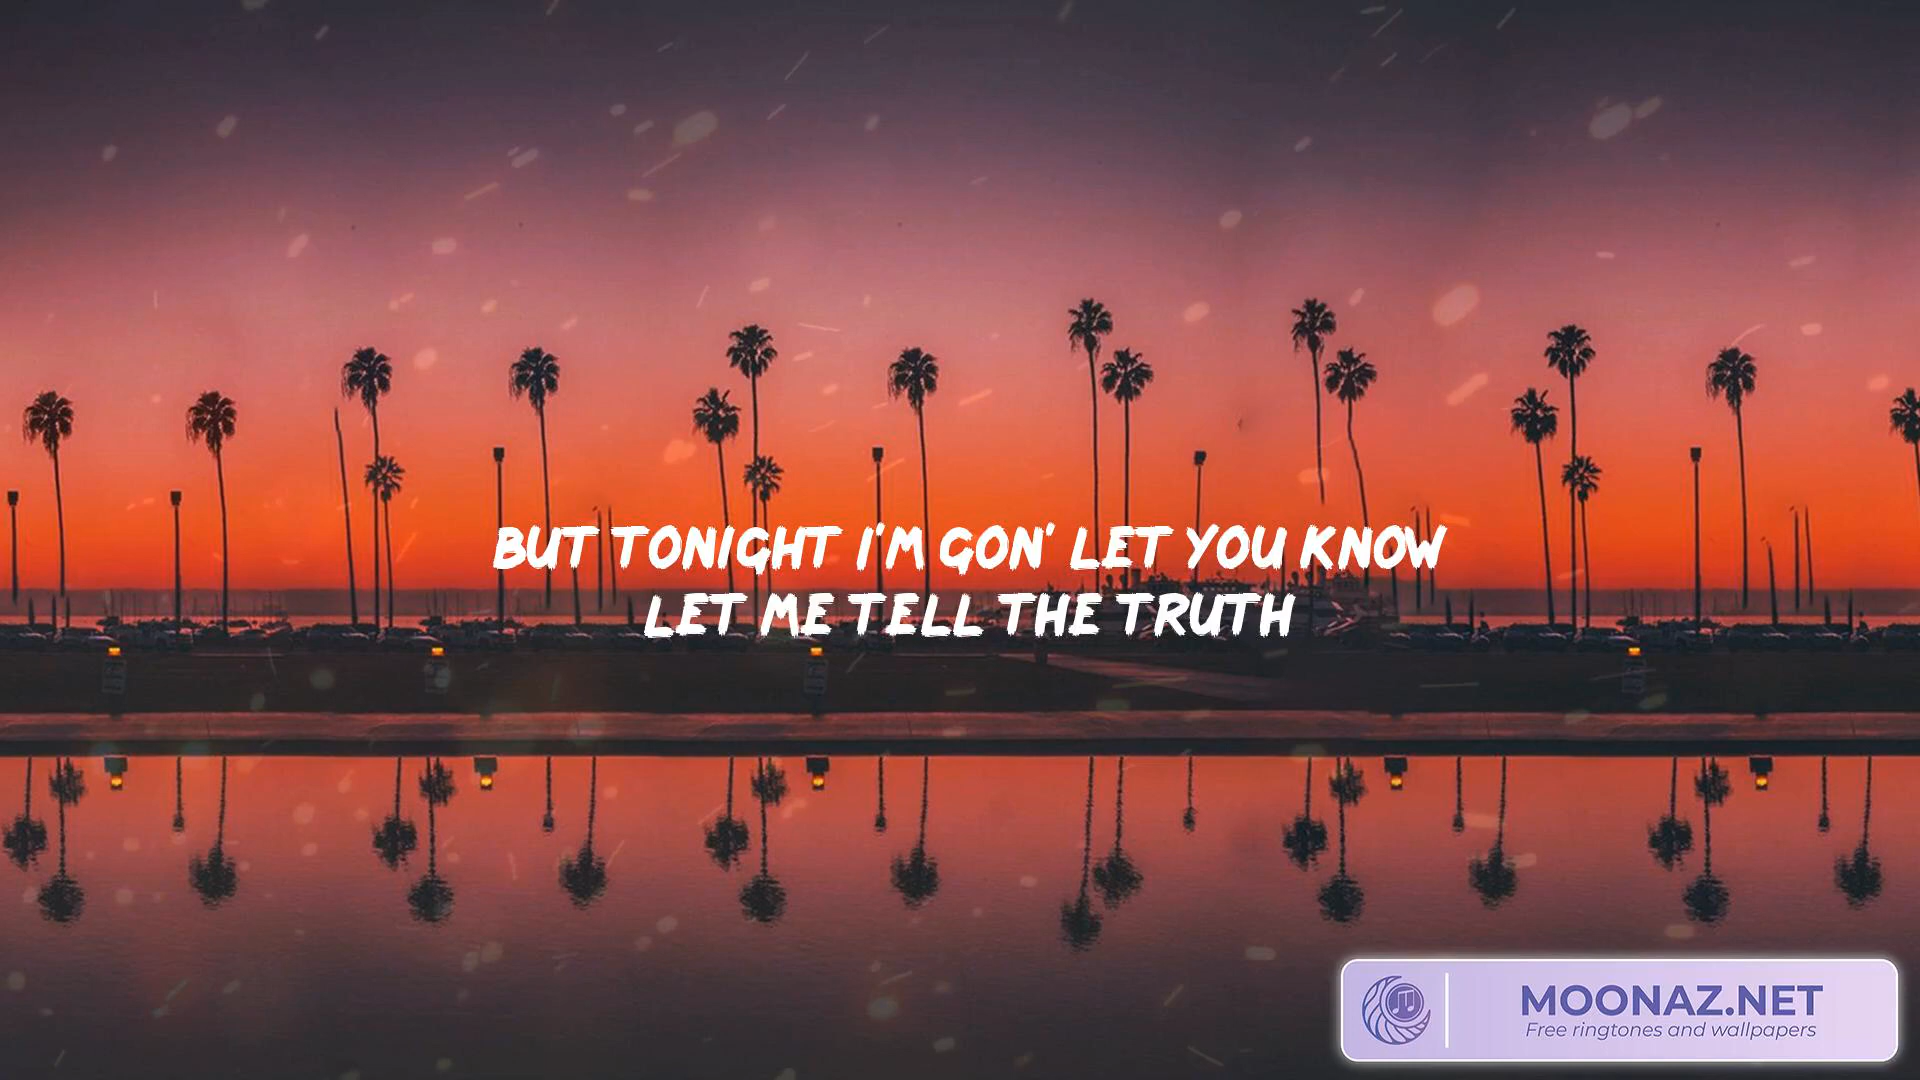 BUT TONIGHT I'M GON' LET YOU KNOW
LET ME TELL THE TRUTH
MOONAZ.NET
Free ringtones and wallpapers